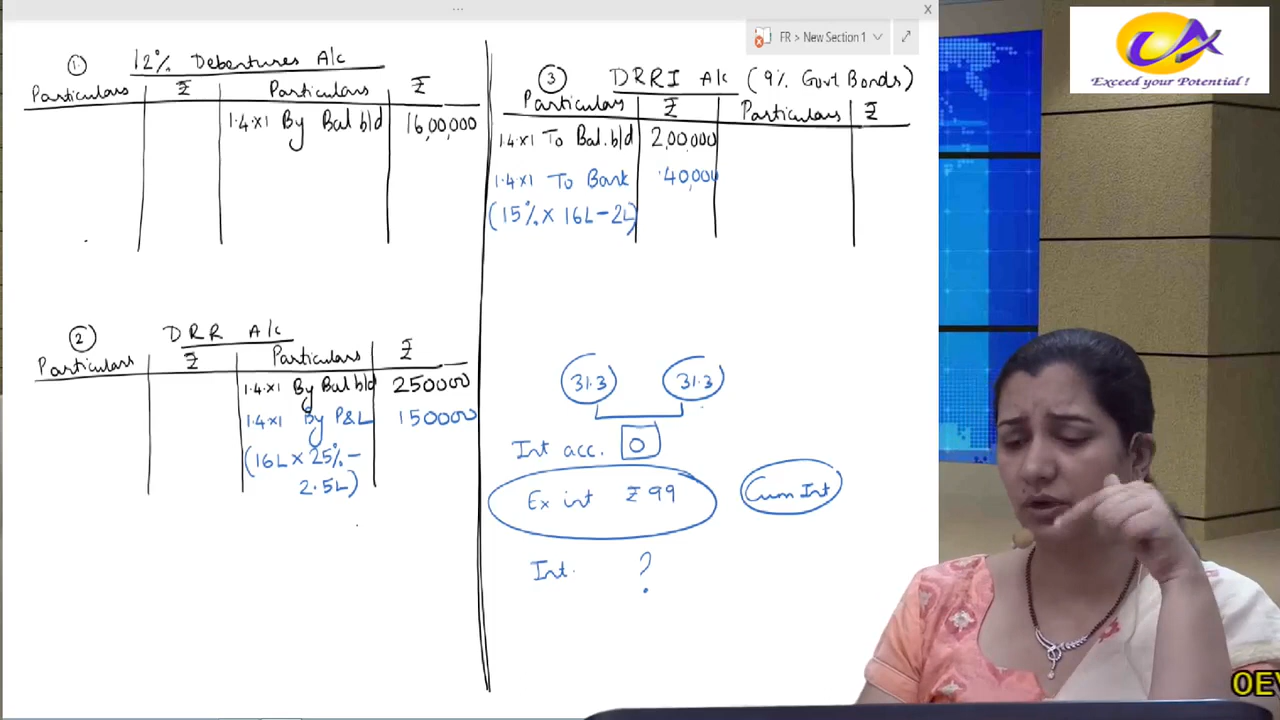 ...
x
FR > New Section 1
UX
Exceed your Potential !
① 12% Debentures A/c
Particulars ₹ Particulars ₹
1.4.x1 By Bal b/d 16,00,000
② DRR A/c
Particulars ₹ Particulars ₹
1.4.x1 By Bal b/d 250000
1.4.x1 By P&L 150000
(16L x 25% -
2.5L)
③ DRRI A/c (9% Govt Bonds)
Particulars ₹ Particulars ₹
1.4.x1 To Bal. b/d 2,00,000
1.4.x1 To Bank 40,000
(15% x 16L - 2L)
31.3 31.3
Int acc. 0
Ex int ₹ 99 Cum Int
Int. ?